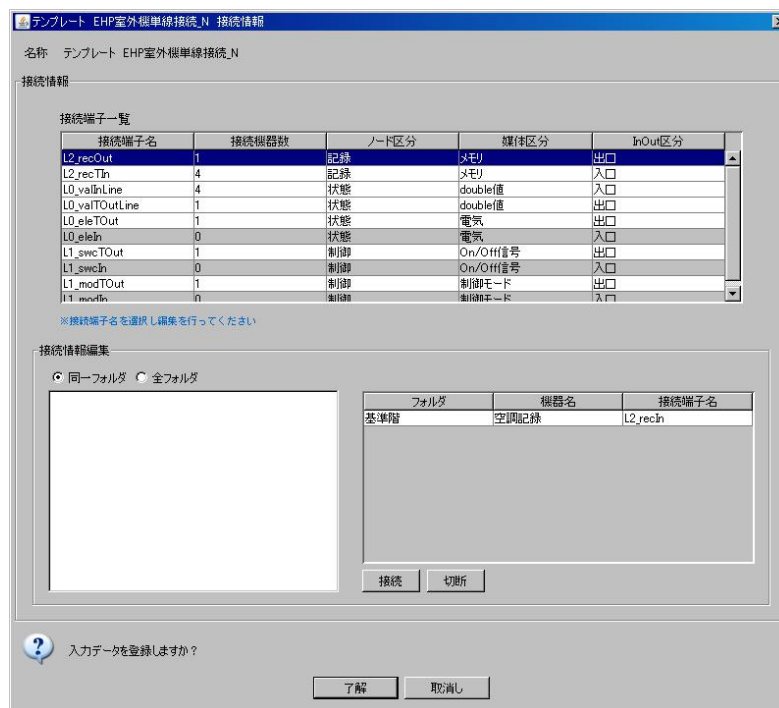 テンプレート EHP室外機単線接続_N 接続情報
名称 テンプレート EHP室外機単線接続_N
接続情報
接続端子一覧
接続端子名 接続機器数 ノード区分 媒体区分 InOut区分
L2_recOut 1 記録 メモリ 出口
L2_recTIn 4 記録 メモリ 入口
L0_valInLine 4 状態 double値 入口
L0_valTOutLine 1 状態 double値 出口
L0_eleTOut 1 状態 電気 出口
L0_eleIn 0 状態 電気 入口
L1_swcTOut 1 制御 On/Off信号 出口
L1_swcIn 0 制御 On/Off信号 入口
L1_modTOut 1 制御 制御モード 出口
L1_modIn 0 制御 制御モード 入口
※接続端子名を選択し編集を行ってください
接続情報編集
同一フォルダ 全フォルダ
フォルダ 機器名 接続端子名
基準階 空調記録 L2_recIn
接続 切断
入力データを登録しますか？
了解 取消し